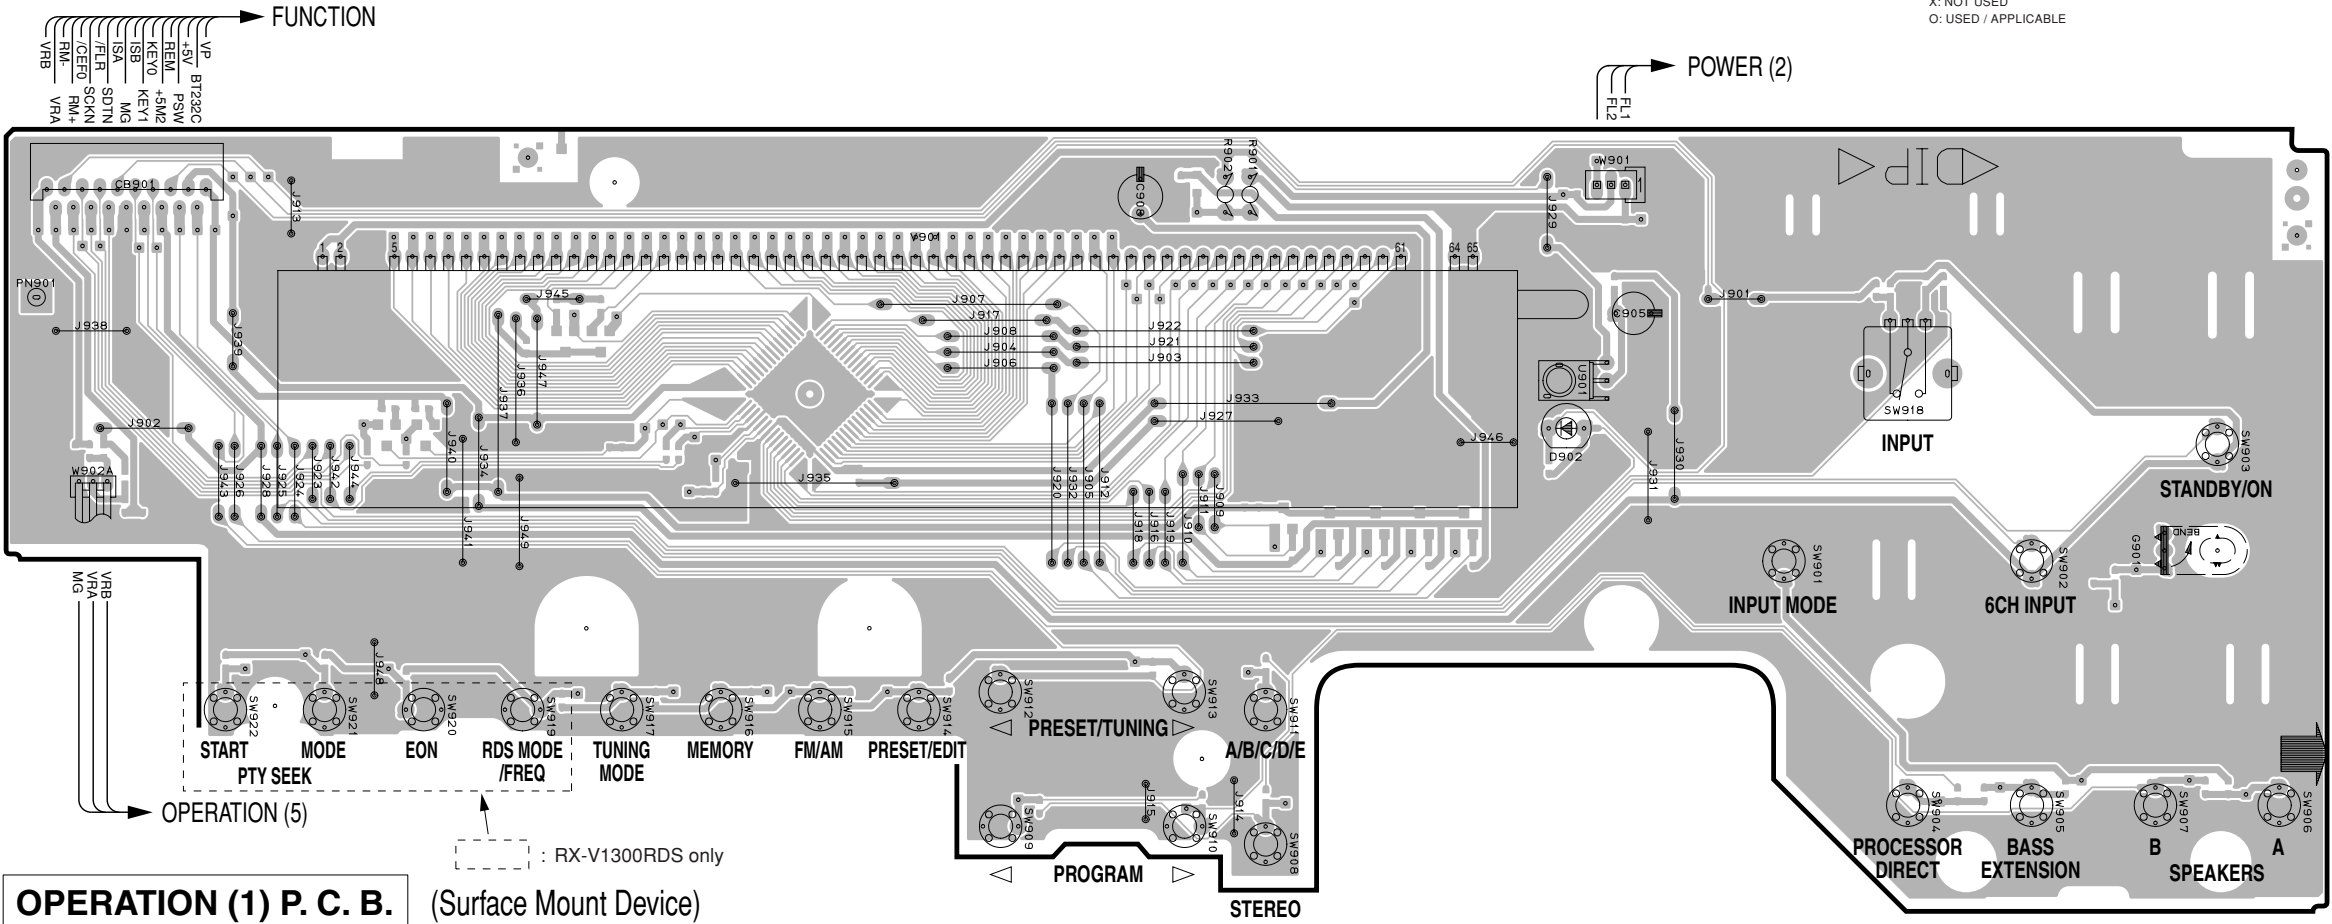 X: NOT USED
O: USED / APPLICABLE
FUNCTION
VP
+5V
REM
KEY0
ISB
ISA
/FLR
/CEF0
RM-
VRB
BT232C
PSW
+5M2
KEY1
MG
SDTN
SCKN
RM+
VRA
POWER (2)
FL1
FL2
CB901
J913
C903
R902
R901
W901
J929
DIP
1 2 5 V901 61 64 65
PN901
J938
J939
J945
J907
J917
J908
J904
J906
J922
J921
J903
J901
C905
U901
J936
J947
J937
J933
J927
SW918
INPUT
J902
J940
J934
J946
D902
J930
J931
SW903
STANDBY/ON
W902A
J943
J926
J928
J925
J924
J923
J942
J944
J935
J920
J932
J905
J912
J918
J916
J919
J910
J911
J909
J941
J949
BEND
G901
SW901
INPUT MODE
SW902
6CH INPUT
VRB
VRA
MG
J948
SW922
SW921
SW920
SW919
SW917
SW916
SW915
SW914
SW912
SW913
SW911
START
MODE
EON
RDS MODE
/FREQ
TUNING
MODE
MEMORY
FM/AM
PRESET/EDIT
PRESET/TUNING
A/B/C/D/E
PTY SEEK
OPERATION (5)
J915
J914
SW909
SW910
SW908
SW904
SW905
SW907
SW906
PROCESSOR
DIRECT
BASS
EXTENSION
B
A
SPEAKERS
: RX-V1300RDS only
PROGRAM
STEREO
OPERATION (1) P. C. B.
(Surface Mount Device)